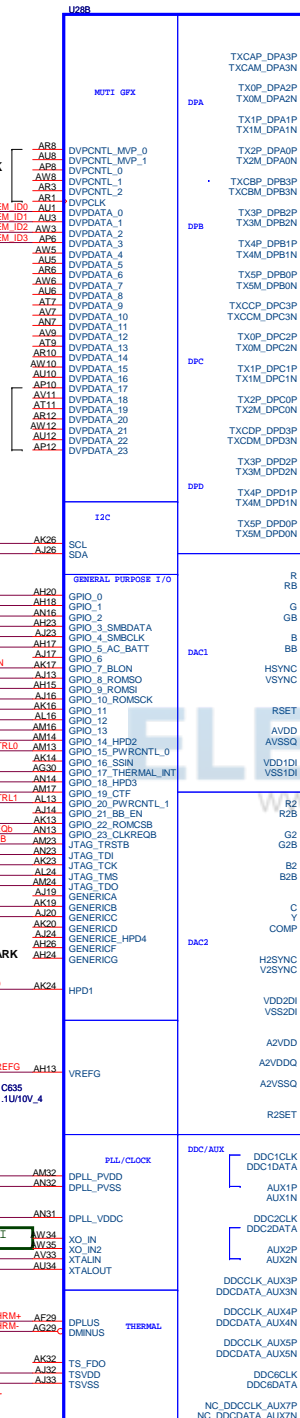 U28B
MUTI GFX
DPA
TXCAP_DPA3P
TXCAM_DPA3N
TX0P_DPA2P
TX0M_DPA2N
TX1P_DPA1P
TX1M_DPA1N
AR8 DVPCNTL_MVP_0 TX2P_DPA0P
AU8 DVPCNTL_MVP_1 TX2M_DPA0N
AP8 DVPCNTL_0
AW8 DVPCNTL_1 TXCBP_DPB3P
AR3 DVPCNTL_2 TXCBM_DPB3N
AR1 DVPCLK
EM_ID0 AU1 DVPDATA_0 TX3P_DPB2P
EM_ID1 AU3 DVPDATA_1 DPB TX3M_DPB2N
EM_ID2 AW3 DVPDATA_2
EM_ID3 AP6 DVPDATA_3 TX4P_DPB1P
AW5 DVPDATA_4 TX4M_DPB1N
AU5 DVPDATA_5
AR6 DVPDATA_6 TX5P_DPB0P
AW6 DVPDATA_7 TX5M_DPB0N
AU6 DVPDATA_8
AT7 DVPDATA_9 TXCCP_DPC3P
AV7 DVPDATA_10 TXCCM_DPC3N
AN7 DVPDATA_11
AV9 DVPDATA_12 TX0P_DPC2P
AT9 DVPDATA_13 TX0M_DPC2N
AR10 DVPDATA_14
AW10 DVPDATA_15 DPC TX1P_DPC1P
AU10 DVPDATA_16 TX1M_DPC1N
AP10 DVPDATA_17
AV11 DVPDATA_18 TX2P_DPC0P
AT11 DVPDATA_19 TX2M_DPC0N
AR12 DVPDATA_20
AW12 DVPDATA_21 TXCDP_DPD3P
AU12 DVPDATA_22 TXCDM_DPD3N
AP12 DVPDATA_23
TX3P_DPD2P
TX3M_DPD2N
DPD
TX4P_DPD1P
TX4M_DPD1N
I2C
TX5P_DPD0P
TX5M_DPD0N
AK26 SCL
AJ26 SDA
GENERAL PURPOSE I/O R
RB
AH20 GPIO_0
AH18 GPIO_1 G
AN16 GPIO_2 GB
AH23 GPIO_3_SMBDATA
AJ23 GPIO_4_SMBCLK B
AH17 GPIO_5_AC_BATT DAC1 BB
AJ17 GPIO_6
AK17 GPIO_7_BLON HSYNC
AJ13 GPIO_8_ROMSO VSYNC
AH15 GPIO_9_ROMSI
AJ16 GPIO_10_ROMSCK
AK16 GPIO_11 RSET
AL16 GPIO_12
AM16 GPIO_13 AVDD
AM14 GPIO_14_HPD2 AVSSQ
TRL0 AM13 GPIO_15_PWRCNTL_0
AK14 GPIO_16_SSIN VDD1DI
AG30 GPIO_17_THERMAL_INT VSS1DI
AN14 GPIO_18_HPD3
AM17 GPIO_19_CTF
TRL1 AL13 GPIO_20_PWRCNTL_1 R2
AJ14 GPIO_21_BB_EN R2B
AK13 GPIO_22_ROMCSB
Qb AN13 GPIO_23_CLKREQB G2
B AM23 JTAG_TRSTB G2B
AN23 JTAG_TDI
AK23 JTAG_TCK B2
AL24 JTAG_TMS B2B
AM24 JTAG_TDO
AJ19 GENERICA
AK19 GENERICB C
AJ20 GENERICC Y
AK20 GENERICD COMP
AJ24 GENERICE_HPD4 DAC2
AH26 GENERICF
ARK AH24 GENERICG H2SYNC
V2SYNC
AK24 HPD1
VDD2DI
VSS2DI
A2VDD
A2VDDQ
REFG AH13 VREFG
A2VSSQ
C635
.1U/10V_4
R2SET
DDC/AUX
DDC1CLK
PLL/CLOCK DDC1DATA
AM32 DPLL_PVDD
AN32 DPLL_PVSS AUX1P
AUX1N
AN31 DPLL_VDDC DDC2CLK
DDC2DATA
AW34 XO_IN
AW35 XO_IN2 AUX2P
AV33 XTALIN AUX2N
AU34 XTALOUT
DDCCLK_AUX3P
DDCDATA_AUX3N
HRM+ AF29 DPLUS THERMAL DDCCLK_AUX4P
HRM- AG29 DMINUS DDCDATA_AUX4N
DDCCLK_AUX5P
DDCDATA_AUX5N
AK32 TS_FDO
AJ32 TSVDD DDC6CLK
AJ33 TSVSS DDC6DATA
NC_DDCCLK_AUX7P
NC_DDCDATA_AUX7N